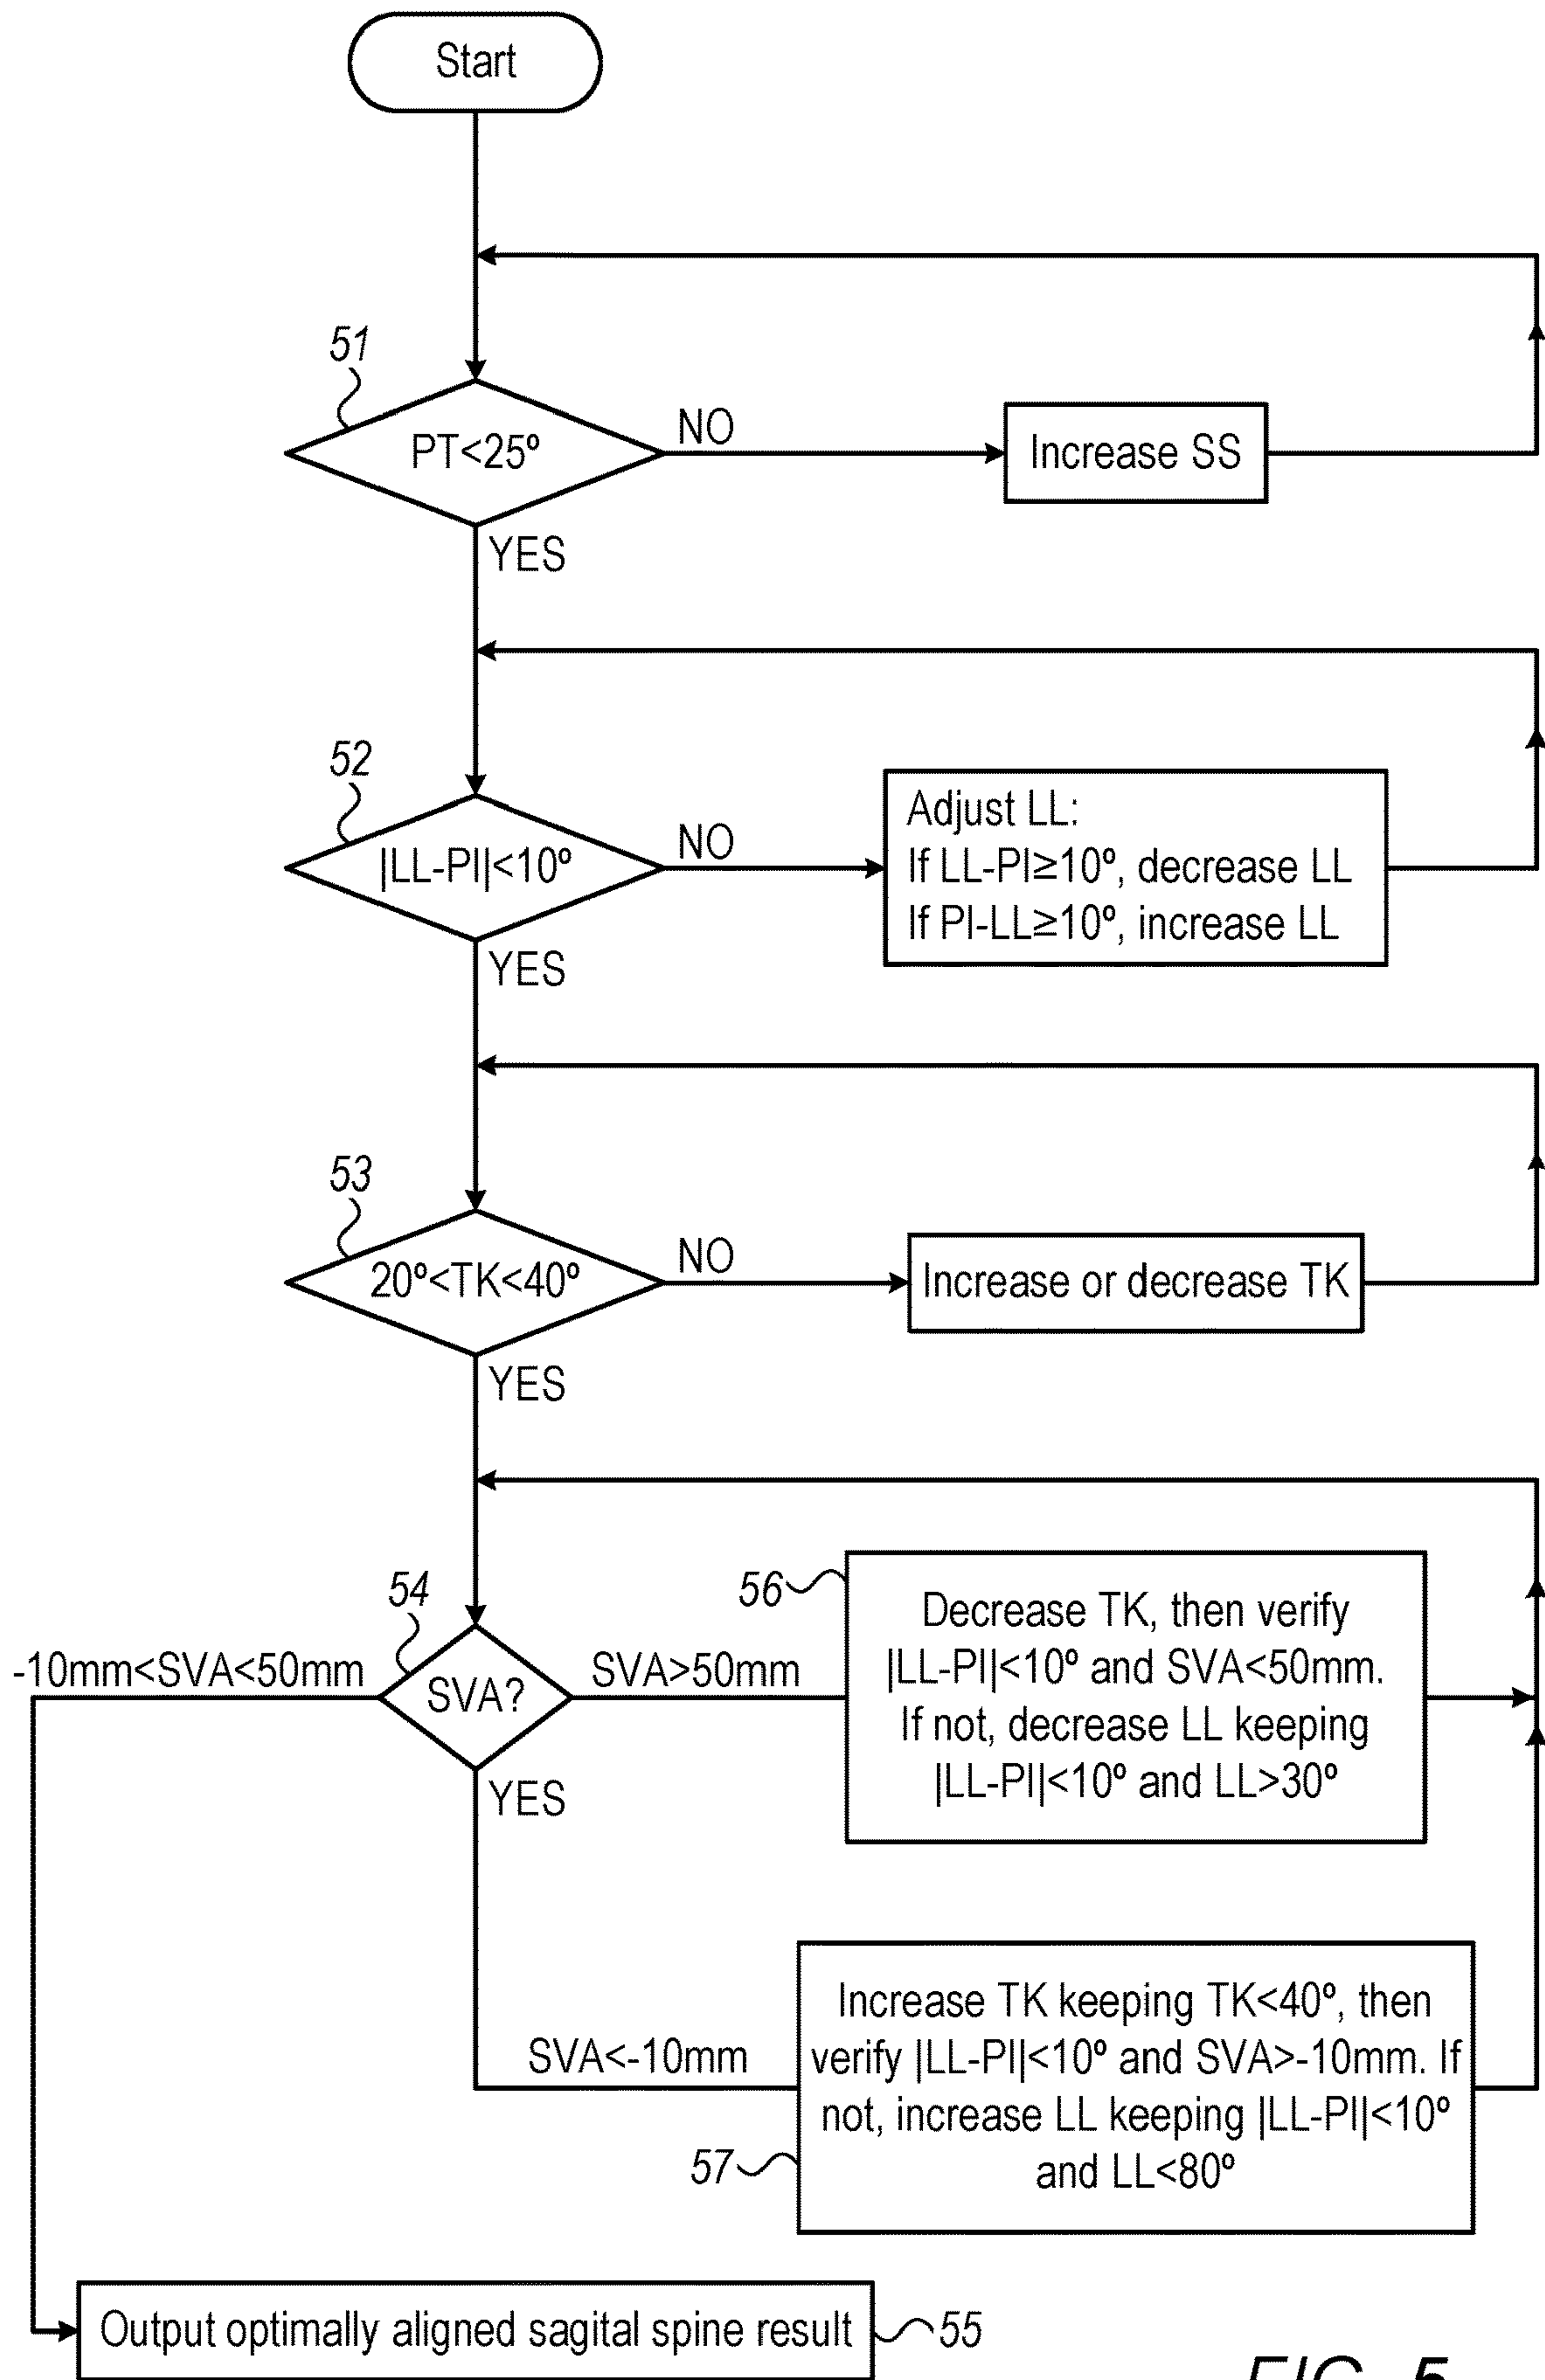 Start
51
PT<25º
NO
Increase SS
YES
52
|LL-PI|<10º
NO
Adjust LL:
If LL-PI≥10º, decrease LL
If PI-LL≥10º, increase LL
YES
53
20º<TK<40º
NO
Increase or decrease TK
YES
54
-10mm<SVA<50mm
SVA?
SVA>50mm
56
Decrease TK, then verify
|LL-PI|<10º and SVA<50mm.
If not, decrease LL keeping
|LL-PI|<10º and LL>30º
YES
SVA<-10mm
Increase TK keeping TK<40º, then
verify |LL-PI|<10º and SVA>-10mm. If
not, increase LL keeping |LL-PI|<10º
and LL<80º
57
Output optimally aligned sagital spine result
55
FIG. 5